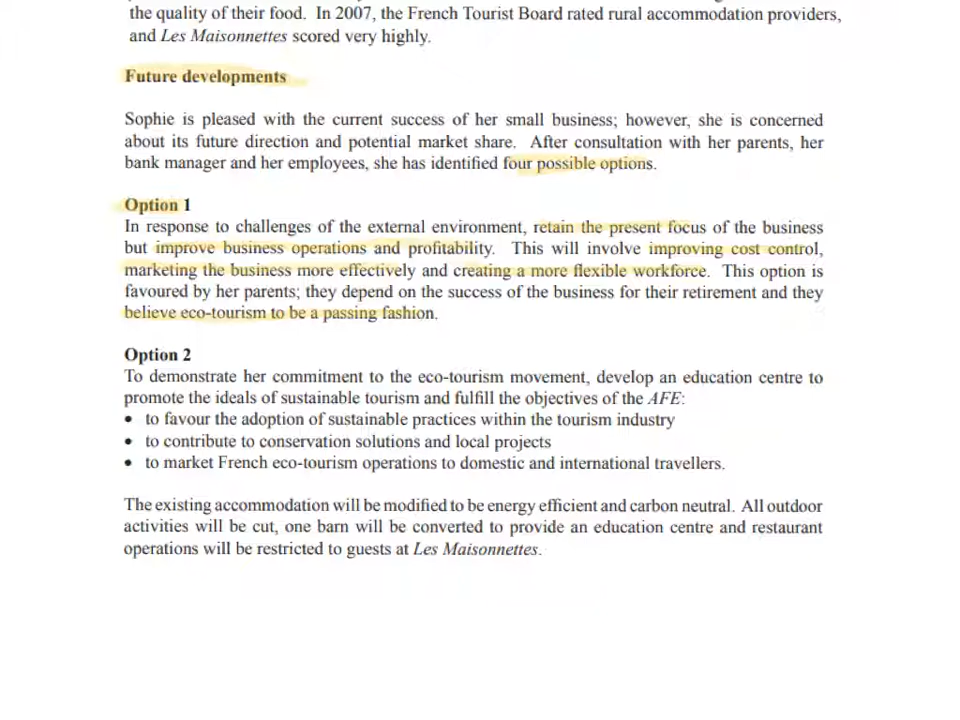 the quality of their food. In 2007, the French Tourist Board rated rural accommodation providers,
and Les Maisonnettes scored very highly.
Future developments
Sophie is pleased with the current success of her small business; however, she is concerned
about its future direction and potential market share. After consultation with her parents, her
bank manager and her employees, she has identified four possible options.
Option 1
In response to challenges of the external environment, retain the present focus of the business
but improve business operations and profitability. This will involve improving cost control,
marketing the business more effectively and creating a more flexible workforce. This option is
favoured by her parents; they depend on the success of the business for their retirement and they
believe eco-tourism to be a passing fashion.
Option 2
To demonstrate her commitment to the eco-tourism movement, develop an education centre to
promote the ideals of sustainable tourism and fulfill the objectives of the AFE:
• to favour the adoption of sustainable practices within the tourism industry
• to contribute to conservation solutions and local projects
• to market French eco-tourism operations to domestic and international travellers.
The existing accommodation will be modified to be energy efficient and carbon neutral. All outdoor
activities will be cut, one barn will be converted to provide an education centre and restaurant
operations will be restricted to guests at Les Maisonnettes.